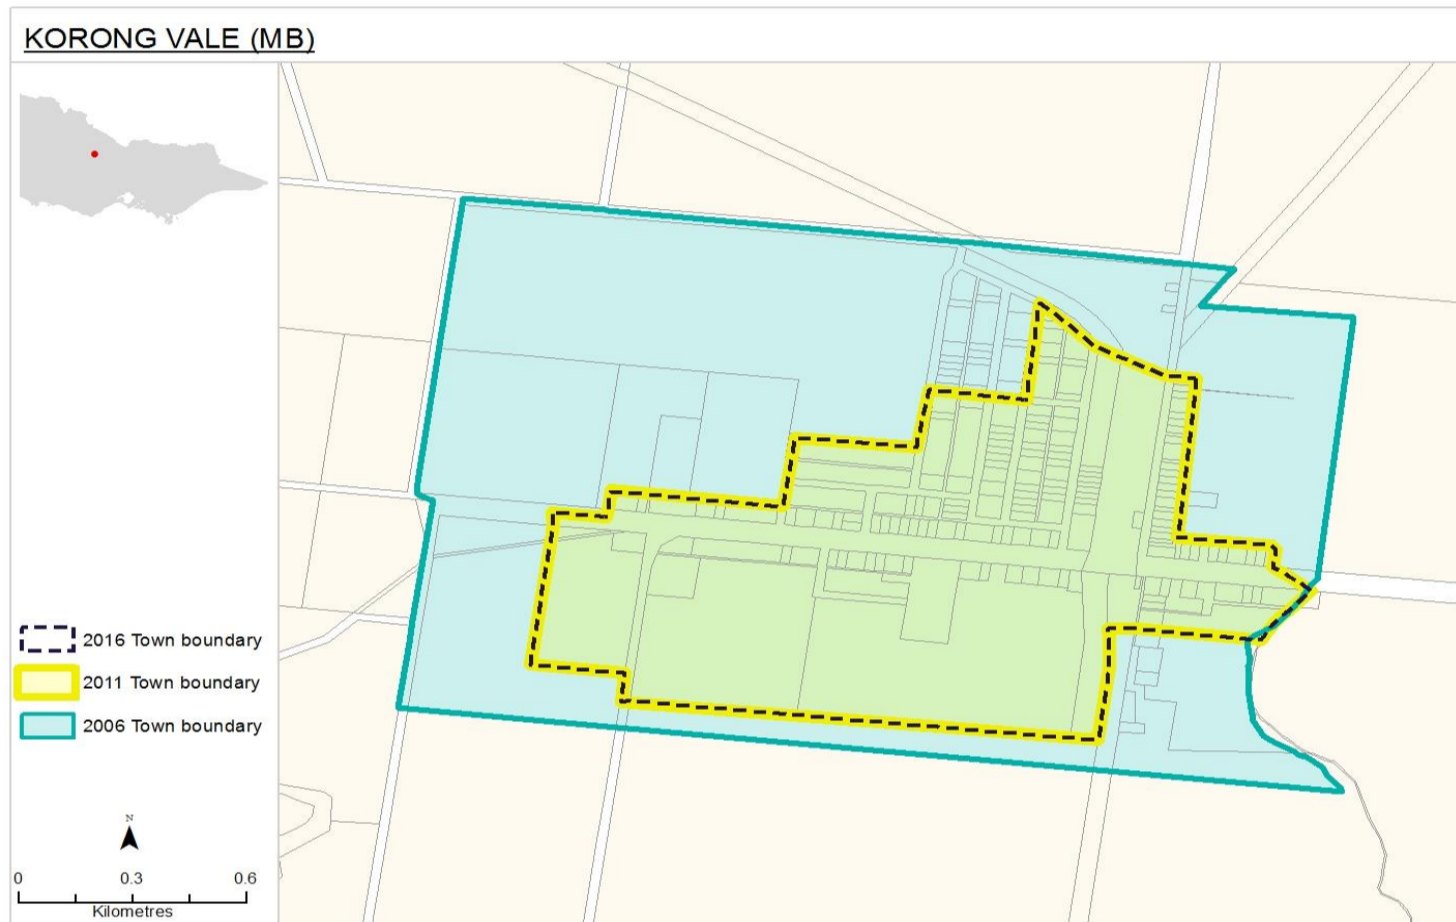 KORONG VALE (MB)
2016 Town boundary
2011 Town boundary
2006 Town boundary
N
0 0.3 0.6
Kilometres